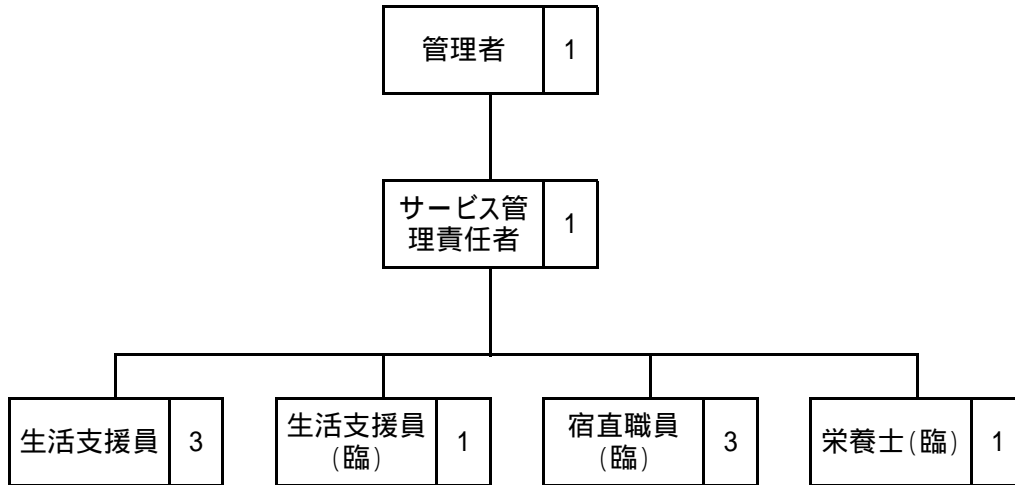 管理者 1
サービス管
理責任者 1
生活支援員 3
生活支援員
(臨) 1
宿直職員
(臨) 3
栄養士(臨) 1